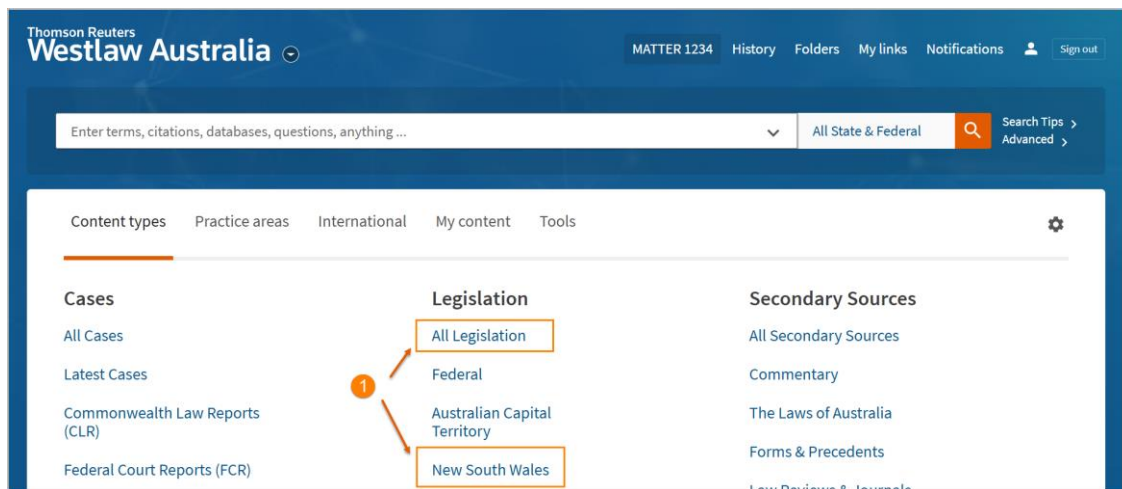 Thomson Reuters
Westlaw Australia
MATTER 1234 History Folders My links Notifications Sign out
Enter terms, citations, databases, questions, anything ...
All State & Federal
Search Tips
Advanced
Content types Practice areas International My content Tools
Cases
All Cases
Latest Cases
Commonwealth Law Reports
(CLR)
Federal Court Reports (FCR)
1
Legislation
All Legislation
Federal
Australian Capital
Territory
New South Wales
Secondary Sources
All Secondary Sources
Commentary
The Laws of Australia
Forms & Precedents
Law Reviews & Journals